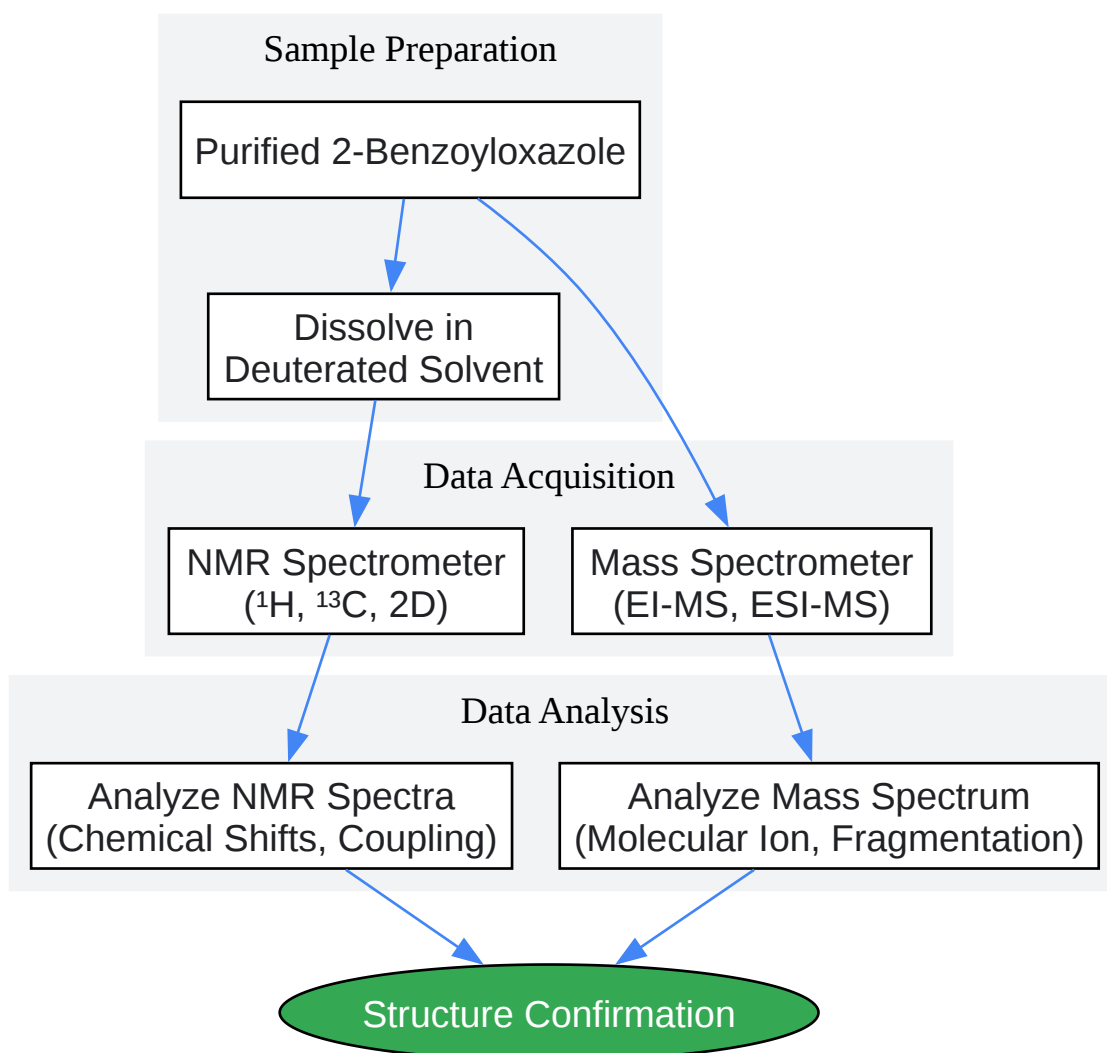 Sample Preparation
Purified 2-Benzoyloxazole
Dissolve in
Deuterated Solvent
Data Acquisition
NMR Spectrometer
(¹H, ¹³C, 2D)
Mass Spectrometer
(EI-MS, ESI-MS)
Data Analysis
Analyze NMR Spectra
(Chemical Shifts, Coupling)
Analyze Mass Spectrum
(Molecular Ion, Fragmentation)
Structure Confirmation